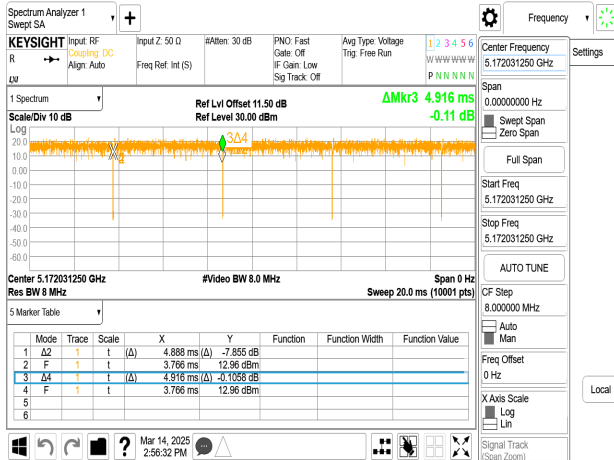 Spectrum Analyzer 1
Swept SA
Frequency
KEYSIGHT
R
Input: RF
Coupling: DC
Align: Auto
Input Z: 50 Ω
Freq Ref: Int (S)
#Atten: 30 dB
PNO: Fast
Gate: Off
IF Gain: Low
Sig Track: Off
Avg Type: Voltage
Trig: Free Run
1 2 3 4 5 6
W W W W W W
P N N N N N
Center Frequency
5.172031250 GHz
Settings
Span
0.00000000 Hz
Swept Span
Zero Span
Full Span
Start Freq
5.172031250 GHz
Stop Freq
5.172031250 GHz
AUTO TUNE
CF Step
8.000000 MHz
Auto
Man
Freq Offset
0 Hz
X Axis Scale
Log
Lin
Signal Track
(Span Zoom)
Local
1 Spectrum
Scale/Div 10 dB
Ref Lvl Offset 11.50 dB
Ref Level 30.00 dBm
ΔMkr3 4.916 ms
-0.11 dB
Log
20.0
10.0
0.00
-10.0
-20.0
-30.0
-40.0
-50.0
-60.0
3Δ4
Center 5.172031250 GHz
Res BW 8 MHz
#Video BW 8.0 MHz
Span 0 Hz
Sweep 20.0 ms (10001 pts)
5 Marker Table
Mode Trace Scale X Y Function Function Width Function Value
1 Δ2 1 t (Δ) 4.888 ms (Δ) -7.855 dB
2 F 1 t 3.766 ms 12.96 dBm
3 Δ4 1 t (Δ) 4.916 ms (Δ) -0.1058 dB
4 F 1 t 3.766 ms 12.96 dBm
5
6
Mar 14, 2025
2:56:32 PM